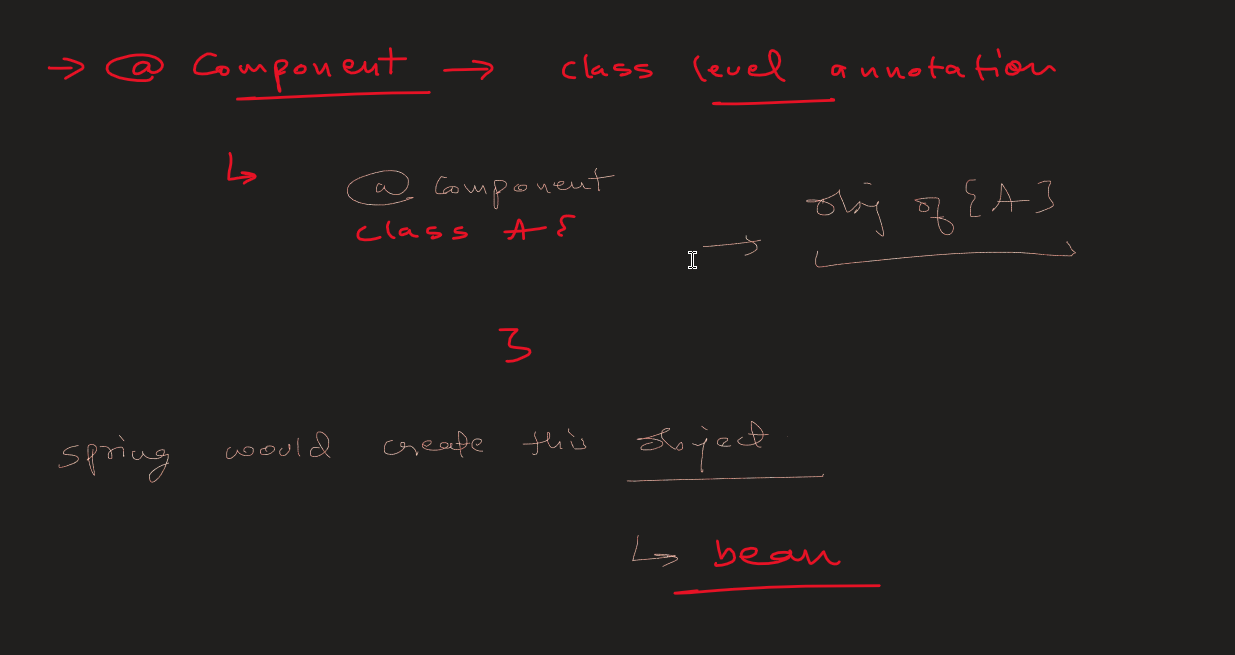 → @ Component → class level annotation
↳ @ Component
class A {
→ obj of {A}
}
spring would create this object
↳ bean